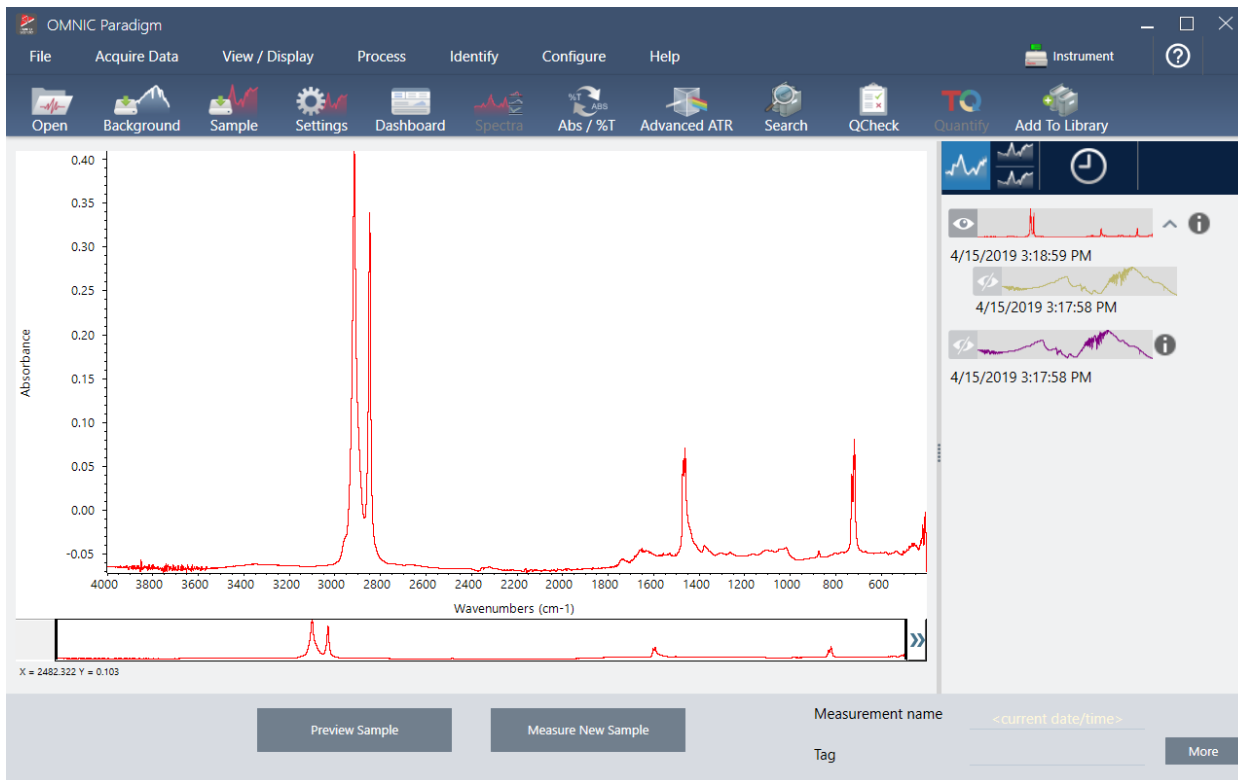 OMNIC Paradigm
File Acquire Data View / Display Process Identify Configure Help Instrument ?
%T ABS TQ
Open Background Sample Settings Dashboard Spectra Abs / %T Advanced ATR Search QCheck Quantify Add To Library
0.40
0.35
0.30
0.25
0.20
0.15
0.10
0.05
0.00
-0.05
Absorbance
4000 3800 3600 3400 3200 3000 2800 2600 2400 2200 2000 1800 1600 1400 1200 1000 800 600
Wavenumbers (cm-1)
X = 2482.322 Y = 0.103
4/15/2019 3:18:59 PM
4/15/2019 3:17:58 PM
4/15/2019 3:17:58 PM
Preview Sample Measure New Sample
Measurement name <current date/time>
Tag
More